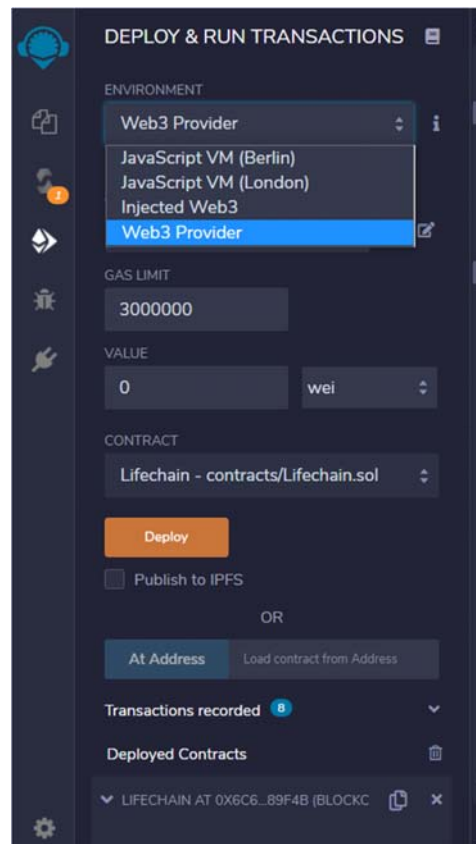 DEPLOY & RUN TRANSACTIONS
ENVIRONMENT
Web3 Provider
i
JavaScript VM (Berlin)
JavaScript VM (London)
Injected Web3
Web3 Provider
1
GAS LIMIT
3000000
VALUE
0 wei
CONTRACT
Lifechain - contracts/Lifechain.sol
Deploy
Publish to IPFS
OR
At Address Load contract from Address
Transactions recorded 8
Deployed Contracts
LIFECHAIN AT 0X6C6...89F4B (BLOCKC